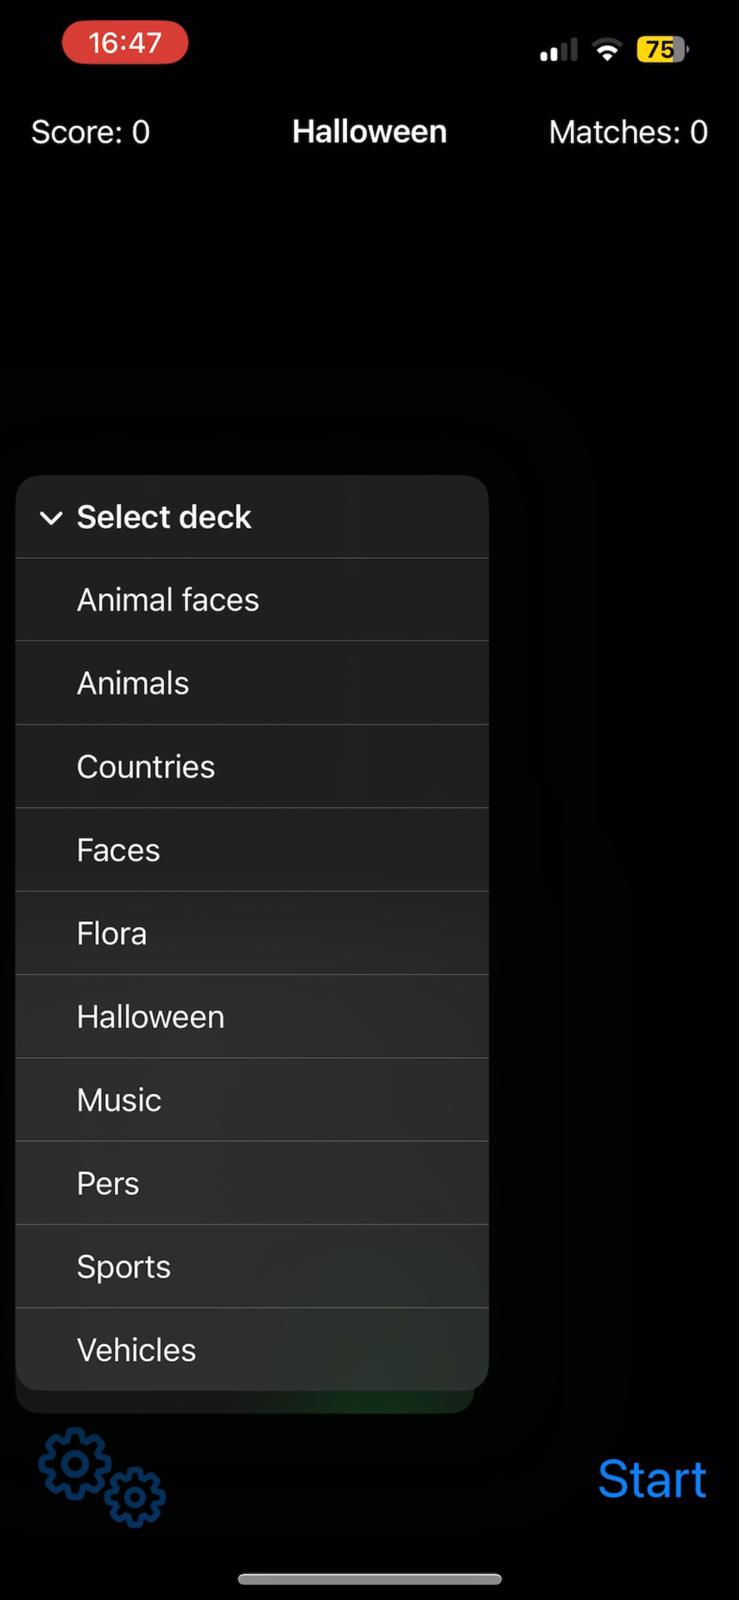 16:47
75
Score: 0
Halloween
Matches: 0
Select deck
Animal faces
Animals
Countries
Faces
Flora
Halloween
Music
Pers
Sports
Vehicles
Start